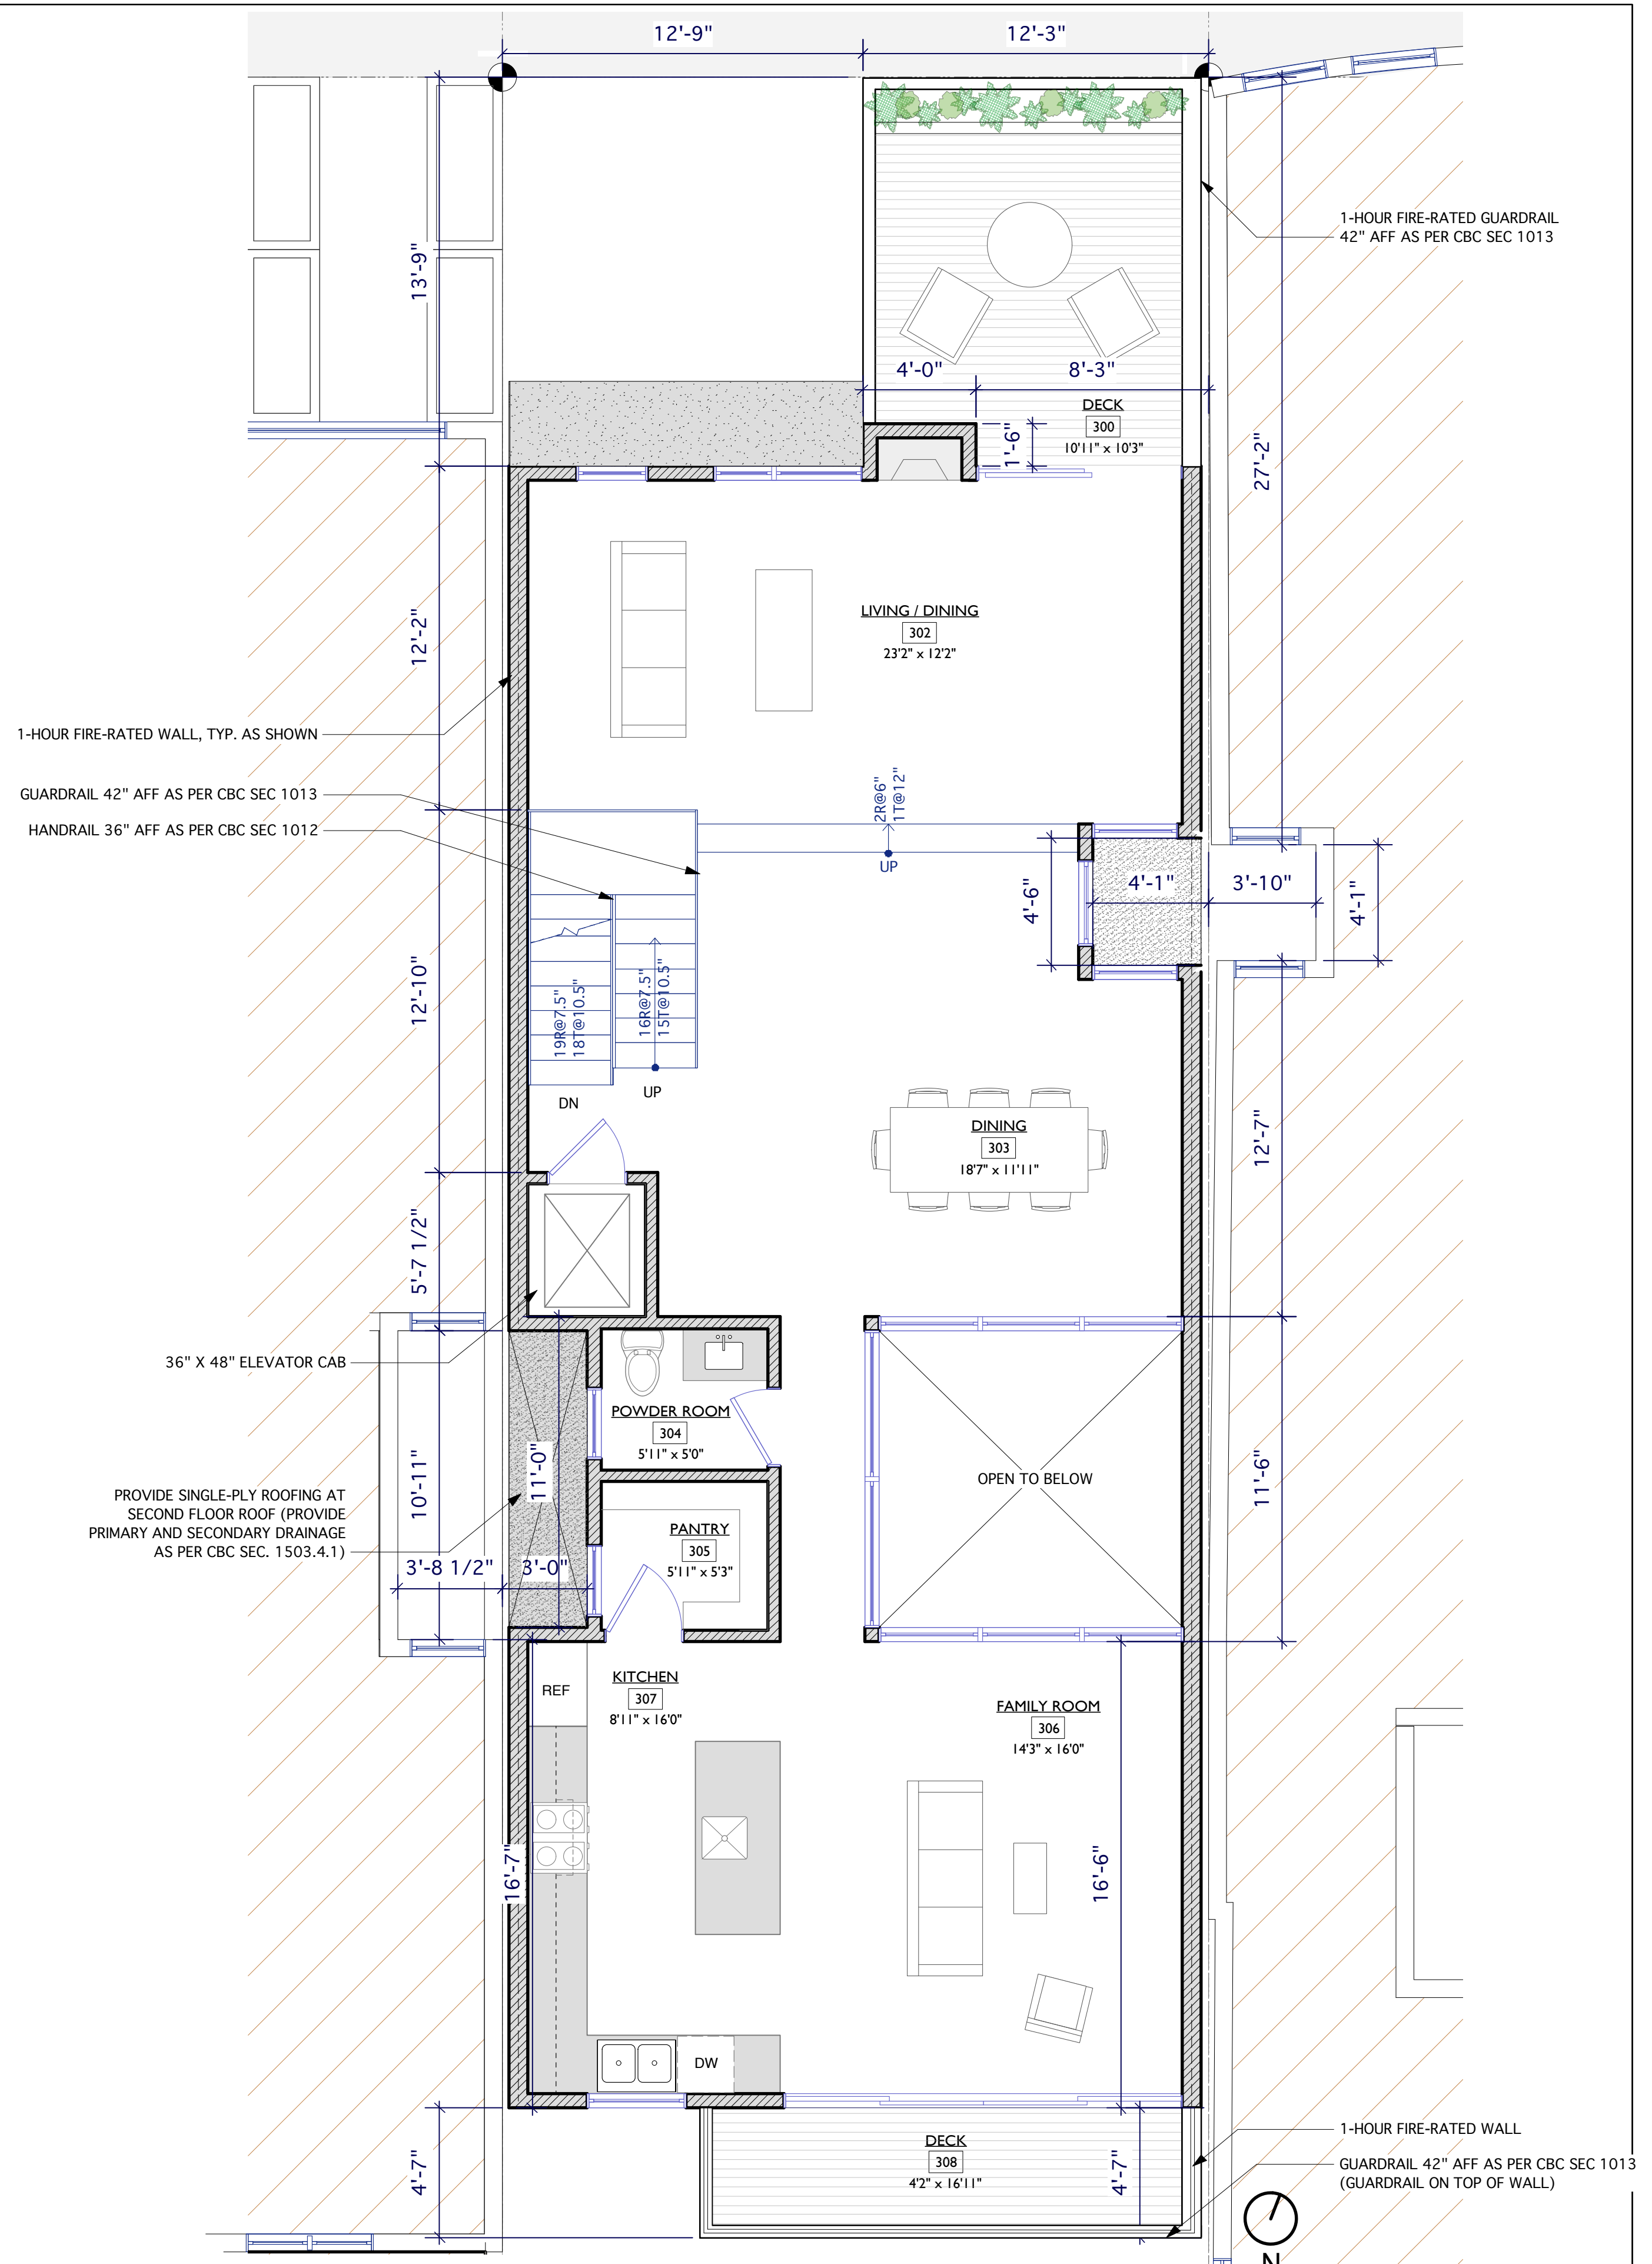 12'-9"
12'-3"
13'-9"
1-HOUR FIRE-RATED GUARDRAIL
42" AFF AS PER CBC SEC 1013
4'-0"
8'-3"
DECK
300
10'11" x 10'3"
1'-6"
27'-2"
12'-2"
LIVING / DINING
302
23'2" x 12'2"
1-HOUR FIRE-RATED WALL, TYP. AS SHOWN
GUARDRAIL 42" AFF AS PER CBC SEC 1013
HANDRAIL 36" AFF AS PER CBC SEC 1012
2R@6"
1T@12"
UP
4'-6"
4'-1"
3'-10"
4'-1"
12'-10"
19R@7.5"
18T@10.5"
16R@7.5"
15T@10.5"
DN
UP
DINING
303
18'7" x 11'11"
12'-7"
5'-7 1/2"
36" X 48" ELEVATOR CAB
POWDER ROOM
304
5'11" x 5'0"
OPEN TO BELOW
11'-6"
10'-11"
11'-0"
PROVIDE SINGLE-PLY ROOFING AT
SECOND FLOOR ROOF (PROVIDE
PRIMARY AND SECONDARY DRAINAGE
AS PER CBC SEC. 1503.4.1)
PANTRY
305
5'11" x 5'3"
3'-8 1/2"
3'-0"
REF
KITCHEN
307
8'11" x 16'0"
FAMILY ROOM
306
14'3" x 16'0"
16'-7"
16'-6"
DW
DECK
308
4'2" x 16'11"
4'-7"
4'-7"
1-HOUR FIRE-RATED WALL
GUARDRAIL 42" AFF AS PER CBC SEC 1013
(GUARDRAIL ON TOP OF WALL)
N